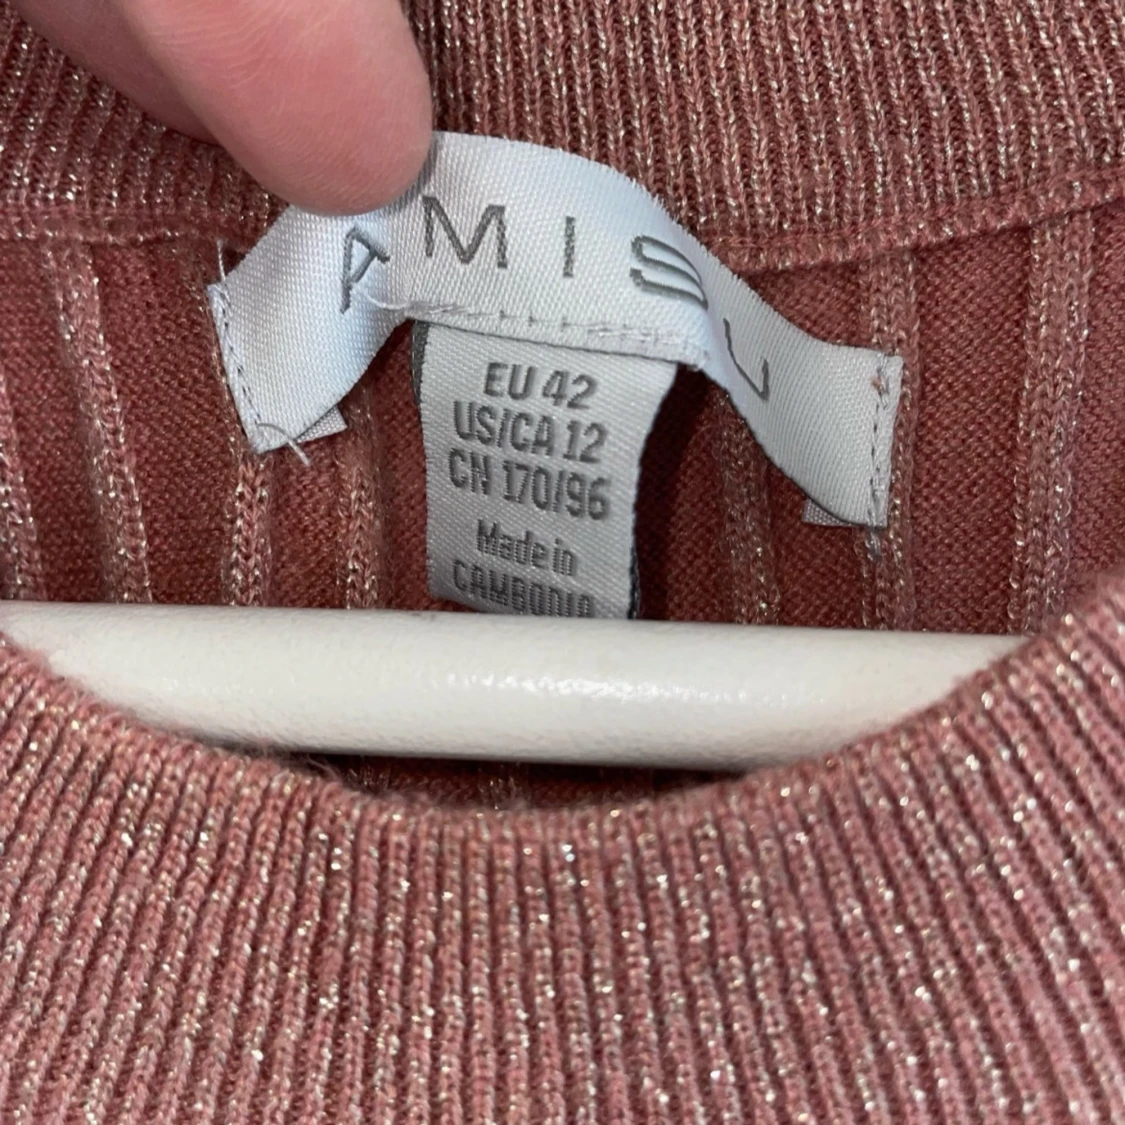 AMISU
EU 42
US/CA 12
CN 170/96
Made in
CAMBODIA